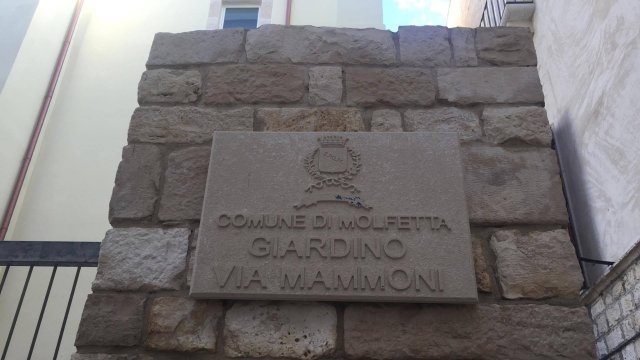 COMUNE DI MOLFETTA
GIARDINO
VIA MAMMONI